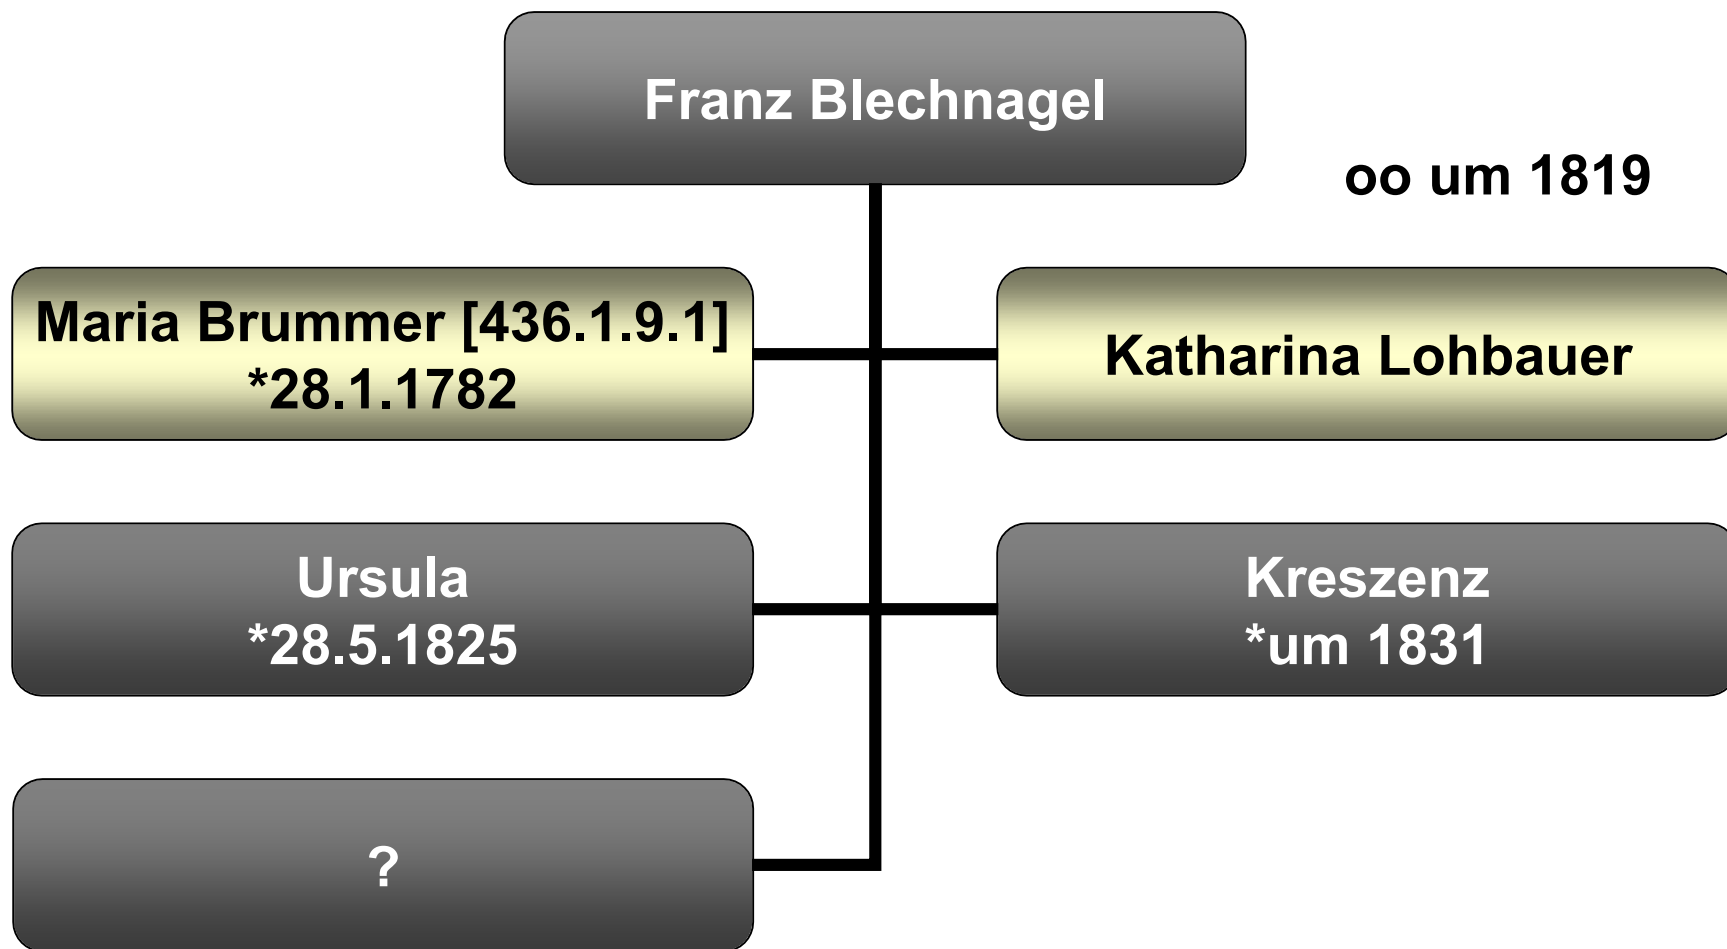 Franz Blechnagel
oo um 1819
Maria Brummer [436.1.9.1]
*28.1.1782
Katharina Lohbauer
Ursula
*28.5.1825
Kreszenz
*um 1831
?